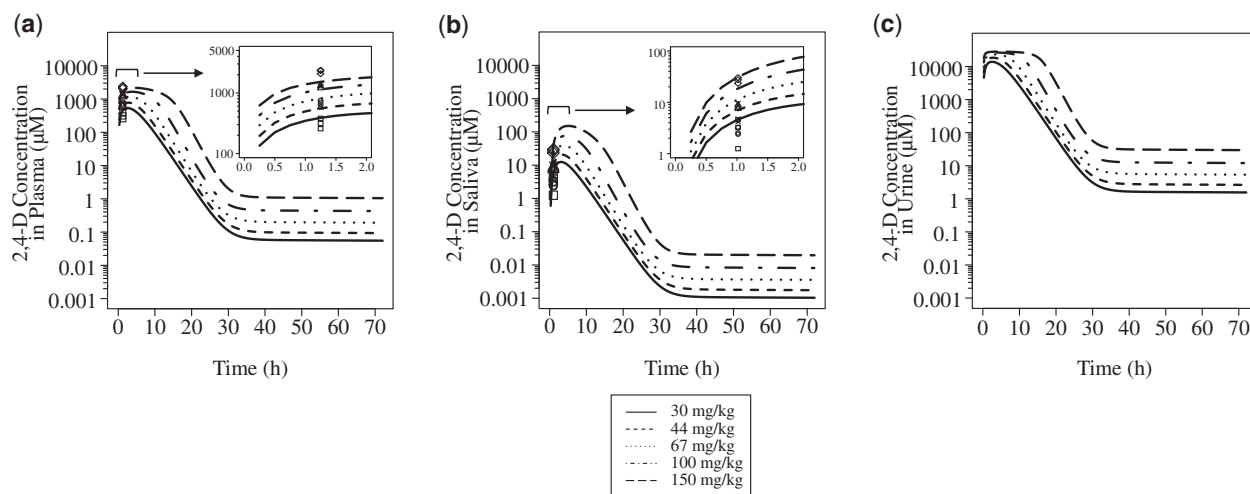 (a)
2,4-D Concentration
in Plasma (μM)
10000
1000
100
10
1
0.1
0.01
0.001
5000
1000
100
0.0 0.5 1.0 1.5 2.0
0 10 20 30 40 50 60 70
Time (h)
(b)
2,4-D Concentration
in Saliva (μM)
10000
1000
100
10
1
0.1
0.01
0.001
100
10
1
0.0 0.5 1.0 1.5 2.0
0 10 20 30 40 50 60 70
Time (h)
(c)
2,4-D Concentration
in Urine (μM)
10000
1000
100
10
1
0.1
0.01
0.001
0 10 20 30 40 50 60 70
Time (h)
30 mg/kg
44 mg/kg
67 mg/kg
100 mg/kg
150 mg/kg